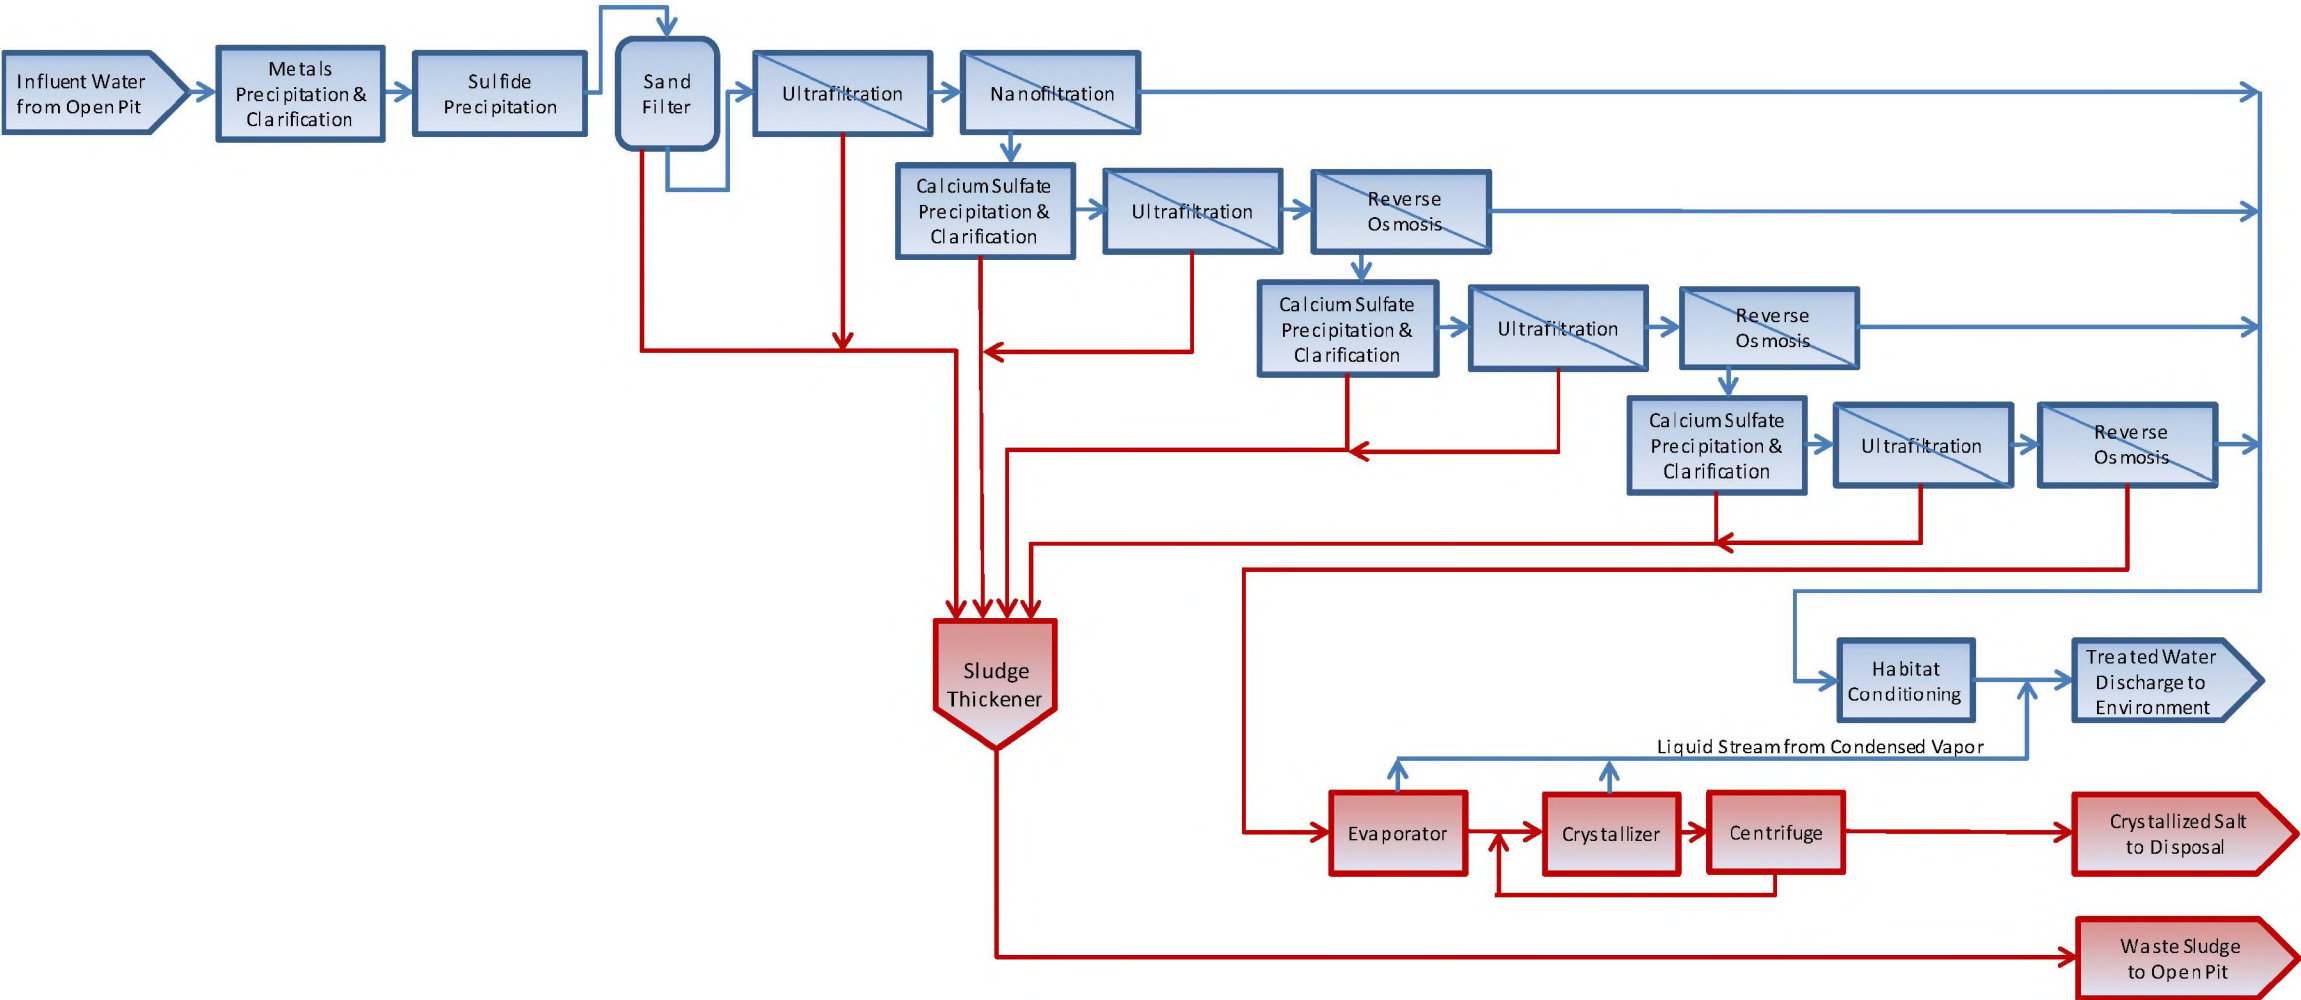 Influent Water
from Open Pit
Metals
Precipitation &
Clarification
Sulfide
Precipitation
Sand
Filter
Ultrafiltration
Nanofiltration
Calcium Sulfate
Precipitation &
Clarification
Ultrafiltration
Reverse
Osmosis
Calcium Sulfate
Precipitation &
Clarification
Ultrafiltration
Reverse
Osmosis
Calcium Sulfate
Precipitation &
Clarification
Ultrafiltration
Reverse
Osmosis
Sludge
Thickener
Habitat
Conditioning
Treated Water
Discharge to
Environment
Liquid Stream from Condensed Vapor
Evaporator
Crystallizer
Centrifuge
Crystallized Salt
to Disposal
Waste Sludge
to Open Pit